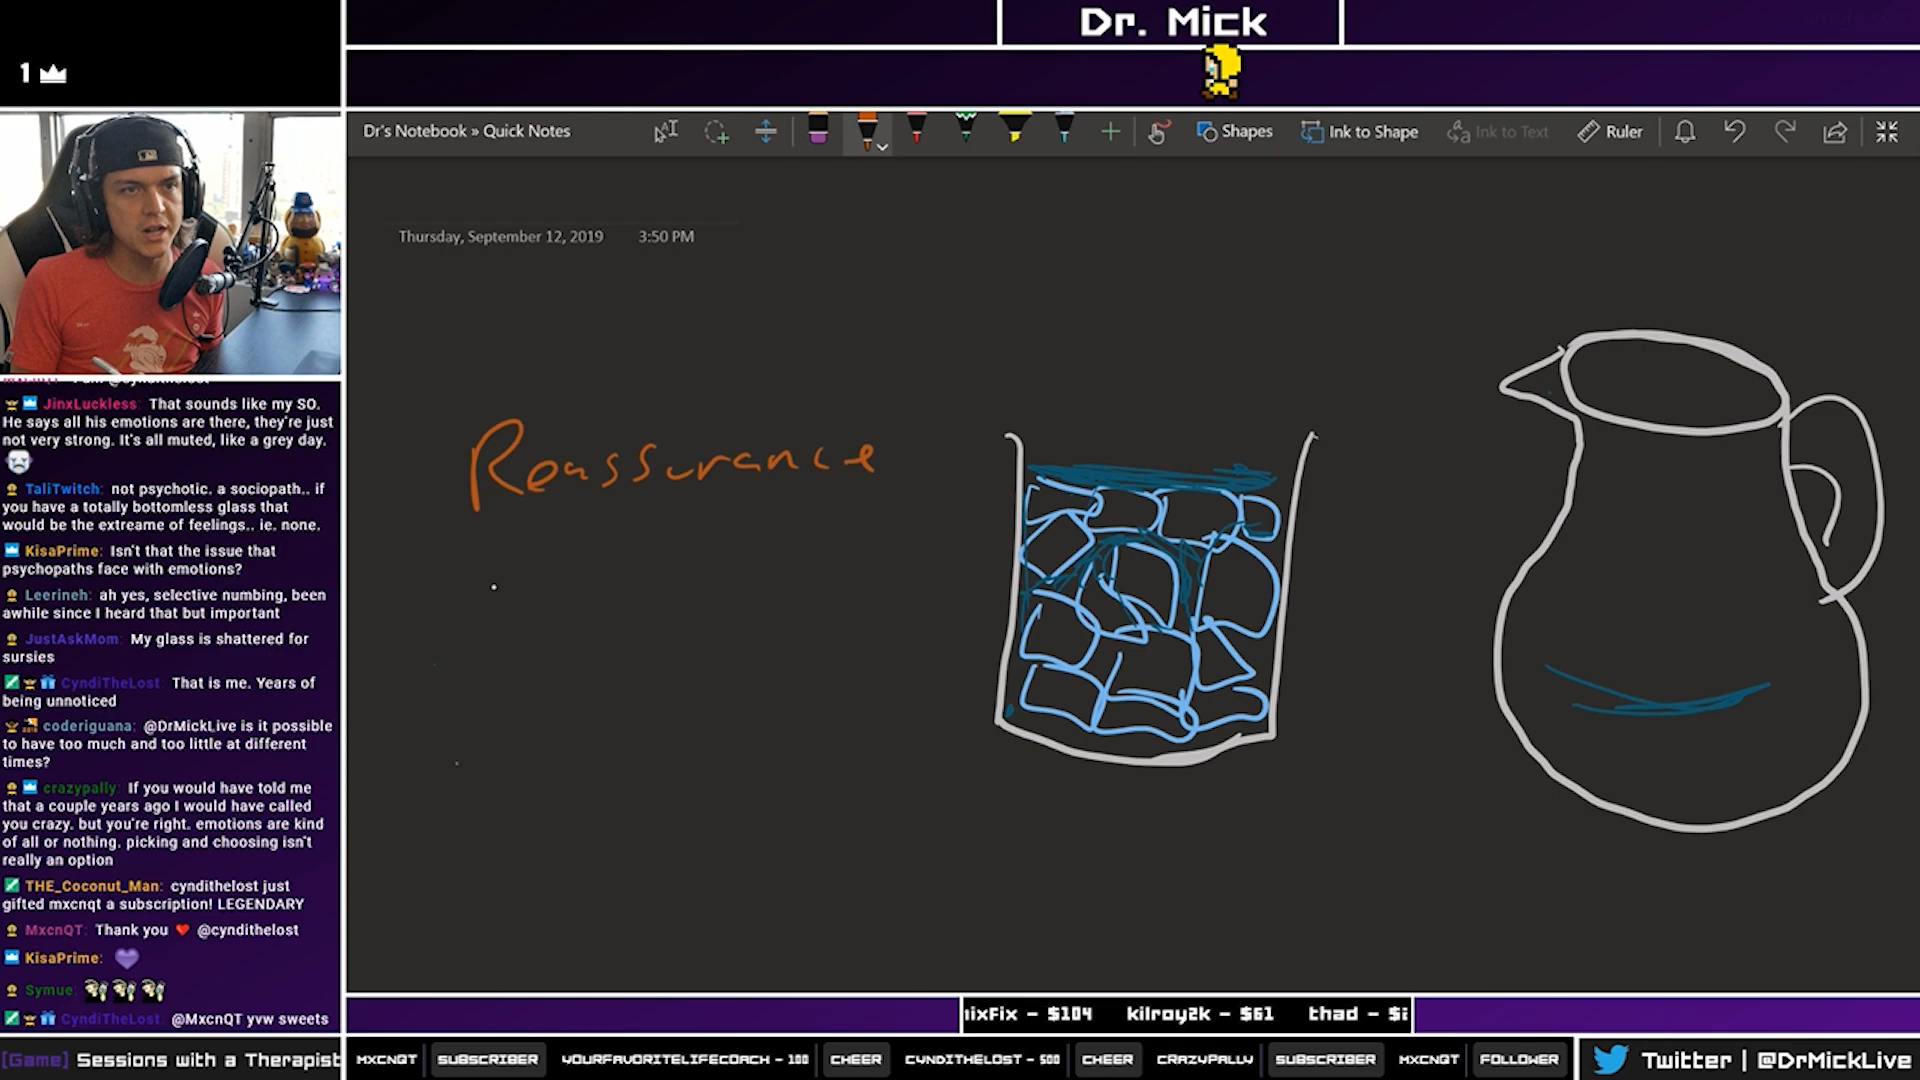 Dr. Mick
1
Dr's Notebook » Quick Notes
Shapes
Ink to Shape
Ink to Text
Ruler
Thursday, September 12, 2019 3:50 PM
Reassurance
JinxLuckless: That sounds like my SO.
He says all his emotions are there, they're just
not very strong. It's all muted, like a grey day.
TaliTwitch: not psychotic. a sociopath.. if
you have a totally bottomless glass that
would be the extreame of feelings.. ie. none.
KisaPrime: Isn't that the issue that
psychopaths face with emotions?
Leerineh: ah yes, selective numbing, been
awhile since I heard that but important
JustAskMom: My glass is shattered for
sursies
CyndiTheLost: That is me. Years of
being unnoticed
coderiguana: @DrMickLive is it possible
to have too much and too little at different
times?
crazypally: If you would have told me
that a couple years ago I would have called
you crazy. but you're right. emotions are kind
of all or nothing. picking and choosing isn't
really an option
THE_Coconut_Man: cyndithelost just
gifted mxcnqt a subscription! LEGENDARY
MxcnQT: Thank you @cyndithelost
KisaPrime:
Symue:
CyndiTheLost: @MxcnQT yvw sweets
iixFix - $104 kilroy2k - $61 thad - $
[Game] Sessions with a Therapist
MXCNQT SUBSCRIBER YOURFAVORITELIFECOACH - 100 CHEER CYNDITHELOST - 500 CHEER CRAZYPALLY SUBSCRIBER MXCNQT FOLLOWER
Twitter | @DrMickLive